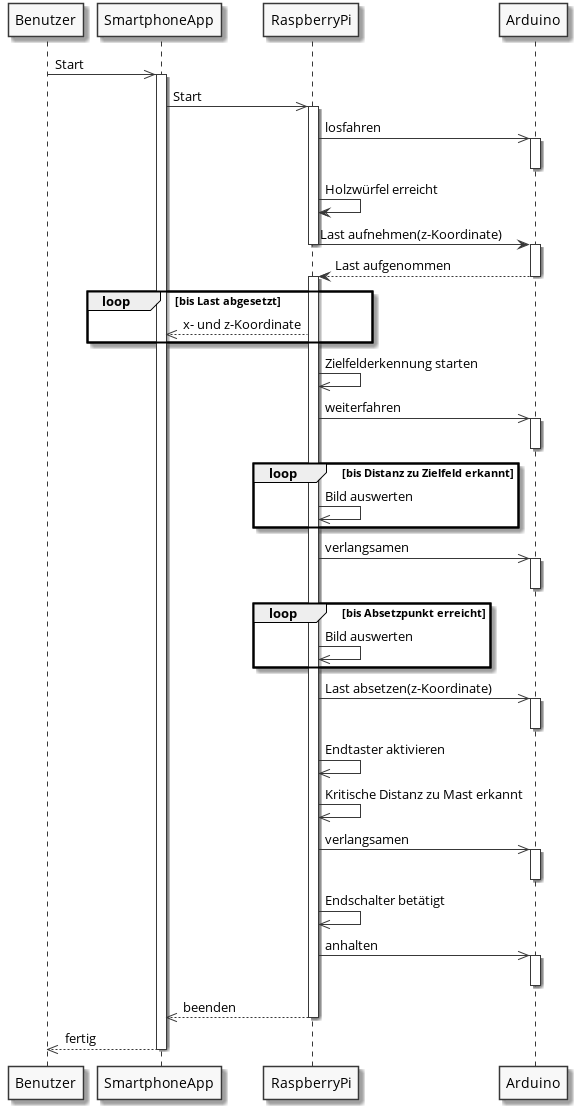 Benutzer
SmartphoneApp
RaspberryPi
Arduino
Start
Start
losfahren
Holzwürfel erreicht
Last aufnehmen(z-Koordinate)
Last aufgenommen
loop [bis Last abgesetzt]
x- und z-Koordinate
Zielfelderkennung starten
weiterfahren
loop [bis Distanz zu Zielfeld erkannt]
Bild auswerten
verlangsamen
loop [bis Absetzpunkt erreicht]
Bild auswerten
Last absetzen(z-Koordinate)
Endtaster aktivieren
Kritische Distanz zu Mast erkannt
verlangsamen
Endschalter betätigt
anhalten
beenden
fertig
Benutzer
SmartphoneApp
RaspberryPi
Arduino